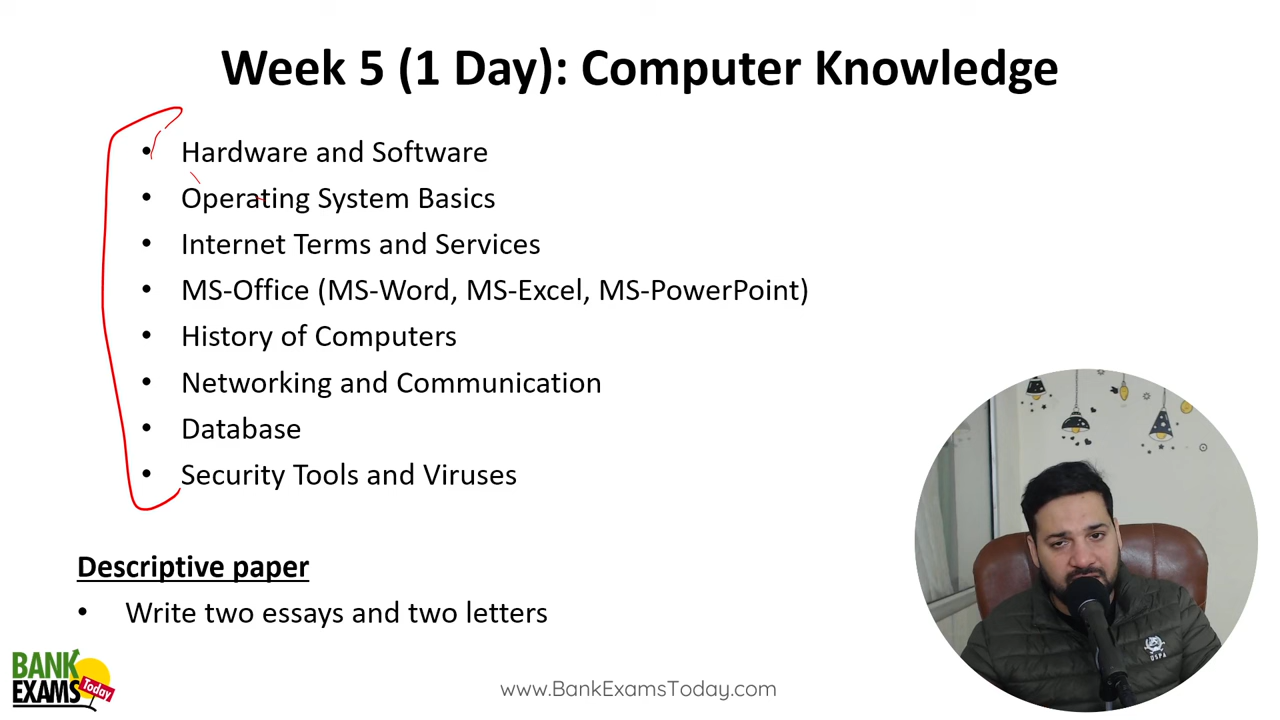 Week 5 (1 Day): Computer Knowledge
• Hardware and Software
• Operating System Basics
• Internet Terms and Services
• MS-Office (MS-Word, MS-Excel, MS-PowerPoint)
• History of Computers
• Networking and Communication
• Database
• Security Tools and Viruses
Descriptive paper
• Write two essays and two letters
BANK
EXAMS
Today
www.BankExamsToday.com
USPA